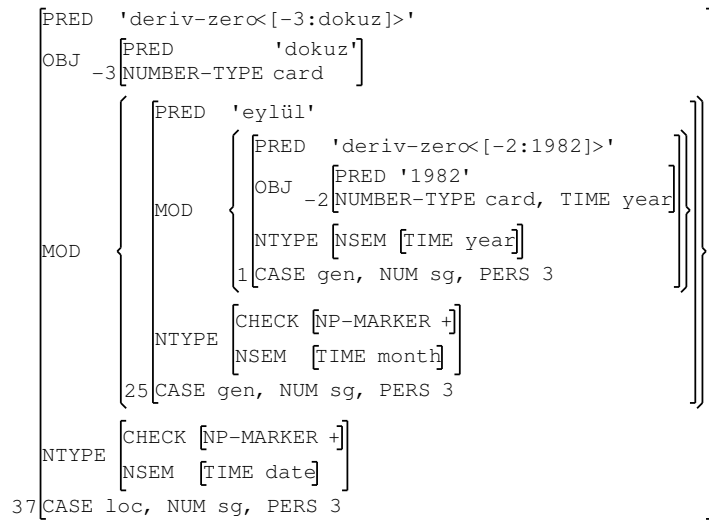 PRED 'deriv-zero<[-3:dokuz]>'
PRED 'dokuz'
OBJ
-3 NUMBER-TYPE card
PRED 'eylül'
PRED 'deriv-zero<[-2:1982]>'
PRED '1982'
OBJ
-2 NUMBER-TYPE card, TIME year
MOD
NTYPE [NSEM [TIME year]]
MOD
1 CASE gen, NUM sg, PERS 3
CHECK [NP-MARKER +]
NTYPE
NSEM [TIME month]
25 CASE gen, NUM sg, PERS 3
CHECK [NP-MARKER +]
NTYPE
NSEM [TIME date]
37 CASE loc, NUM sg, PERS 3